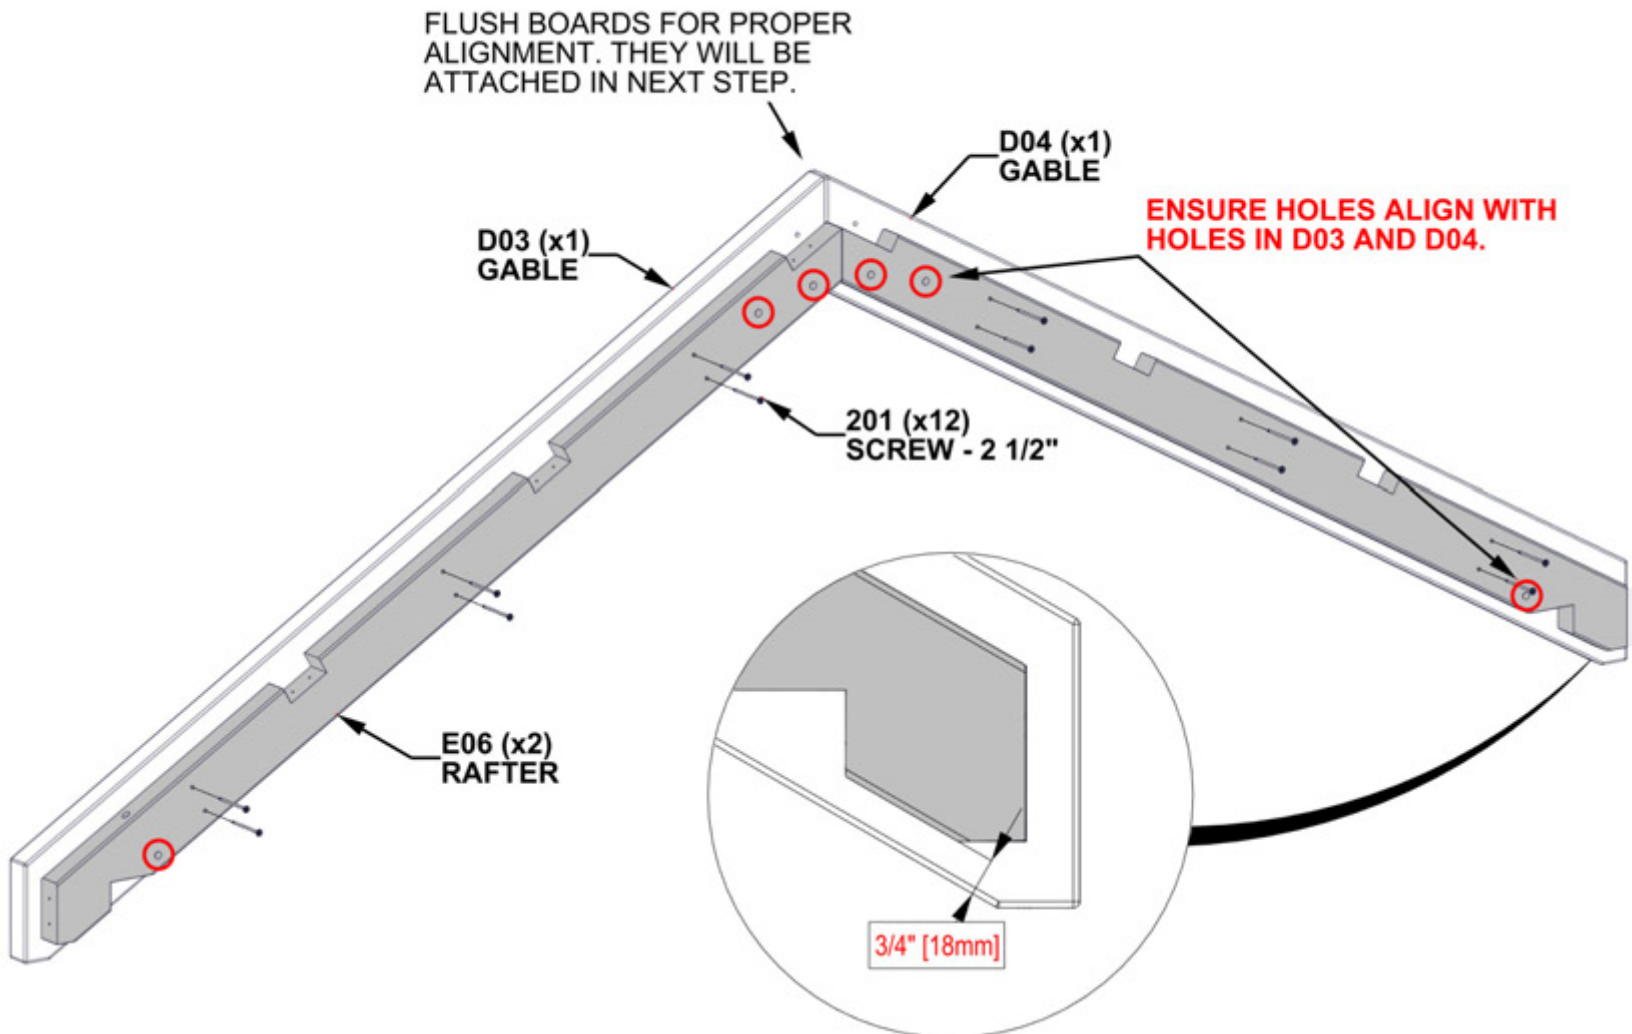 FLUSH BOARDS FOR PROPER
ALIGNMENT. THEY WILL BE
ATTACHED IN NEXT STEP.
D04 (x1)
GABLE
ENSURE HOLES ALIGN WITH
HOLES IN D03 AND D04.
D03 (x1)
GABLE
201 (x12)
SCREW - 2 1/2"
E06 (x2)
RAFTER
3/4" [18mm]